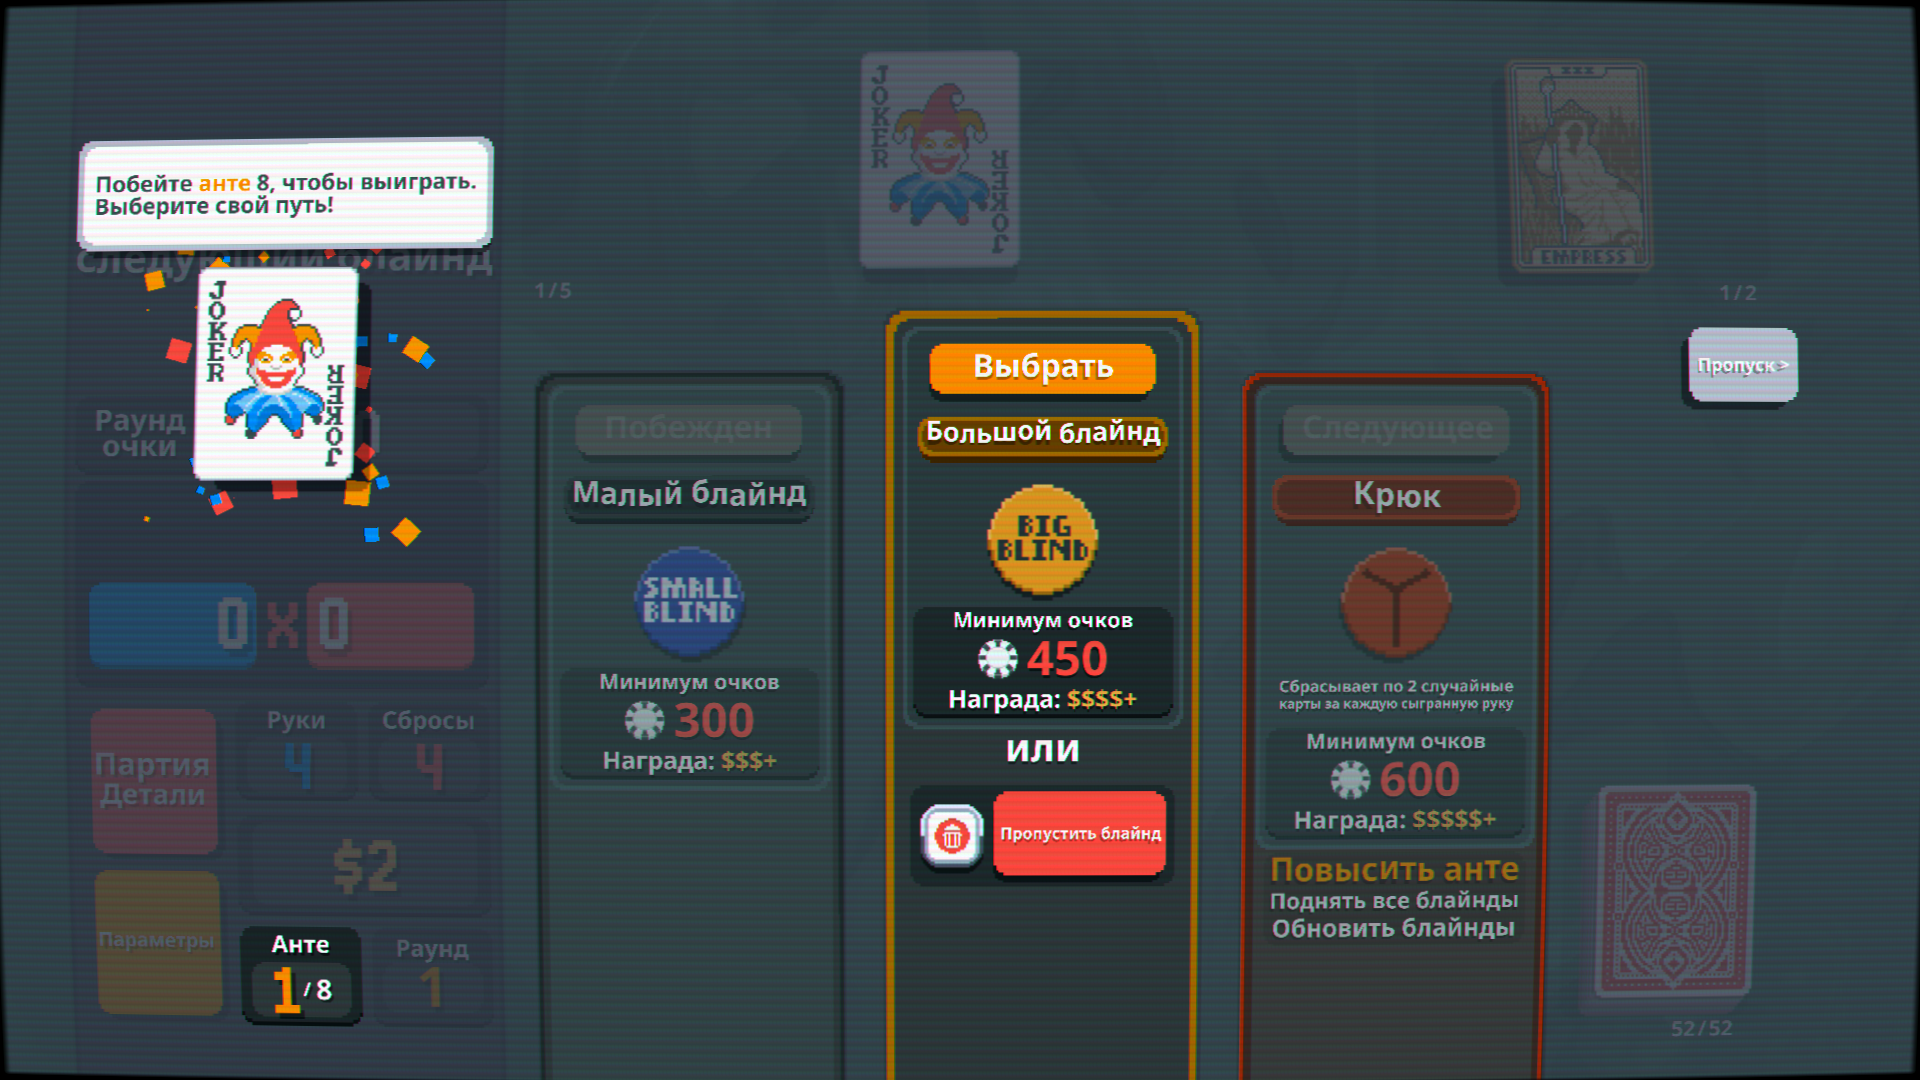 Побейте анте 8, чтобы выиграть.
Выберите свой путь!
следующий блайнд
JOKER
JOKER
Раунд
очки
0 X 0
Партия
Детали
Руки
4
Сбросы
4
$2
Параметры
Анте
1 / 8
Раунд
1
JOKER
JOKER
1/5
EMPRESS
1/2
Пропуск >
Побежден
Малый блайнд
SMALL
BLIND
Минимум очков
300
Награда: $$$+
Выбрать
Большой блайнд
BIG
BLIND
Минимум очков
450
Награда: $$$$+
или
Пропустить блайнд
Следующее
Крюк
Сбрасывает по 2 случайные
карты за каждую сыгранную руку
Минимум очков
600
Награда: $$$$$+
Повысить анте
Поднять все блайнды
Обновить блайнды
52/52